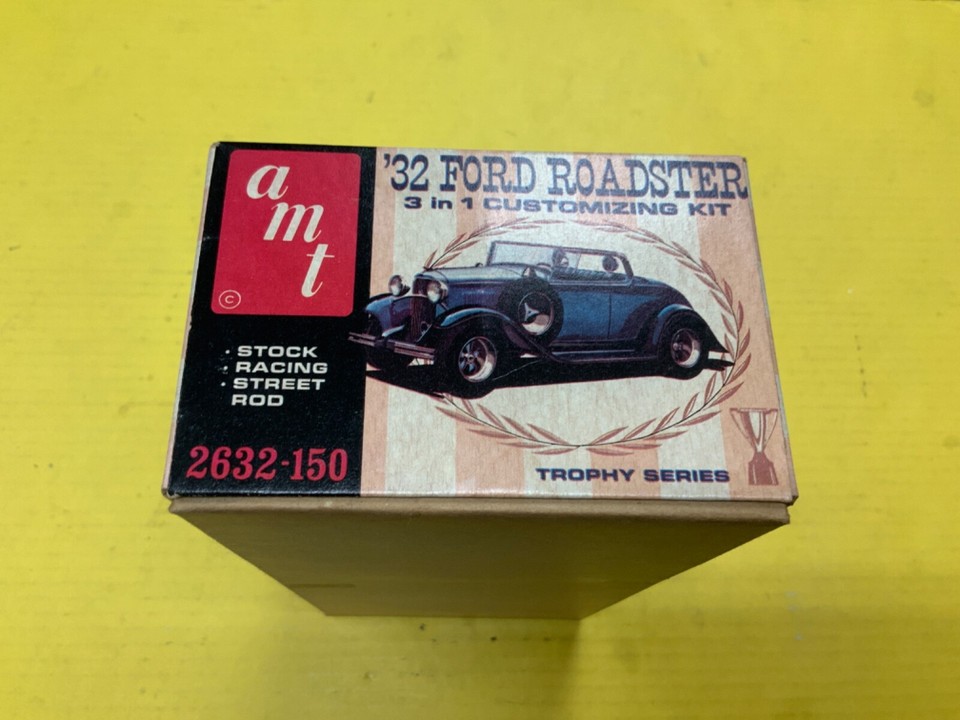 amt
©
'32 FORD ROADSTER
3 in 1 CUSTOMIZING KIT
· STOCK
· RACING
· STREET
ROD
2632-150
TROPHY SERIES